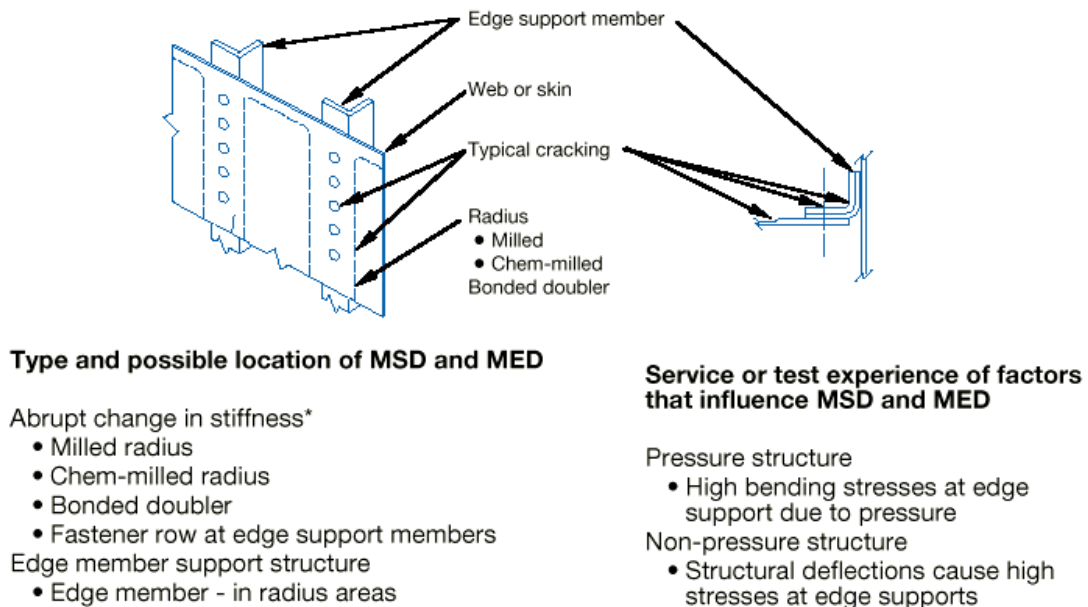 Edge support member
Web or skin
Typical cracking
Radius
• Milled
• Chem-milled
Bonded doubler
Type and possible location of MSD and MED
Abrupt change in stiffness*
• Milled radius
• Chem-milled radius
• Bonded doubler
• Fastener row at edge support members
Edge member support structure
• Edge member - in radius areas
Service or test experience of factors
that influence MSD and MED
Pressure structure
• High bending stresses at edge
support due to pressure
Non-pressure structure
• Structural deflections cause high
stresses at edge supports